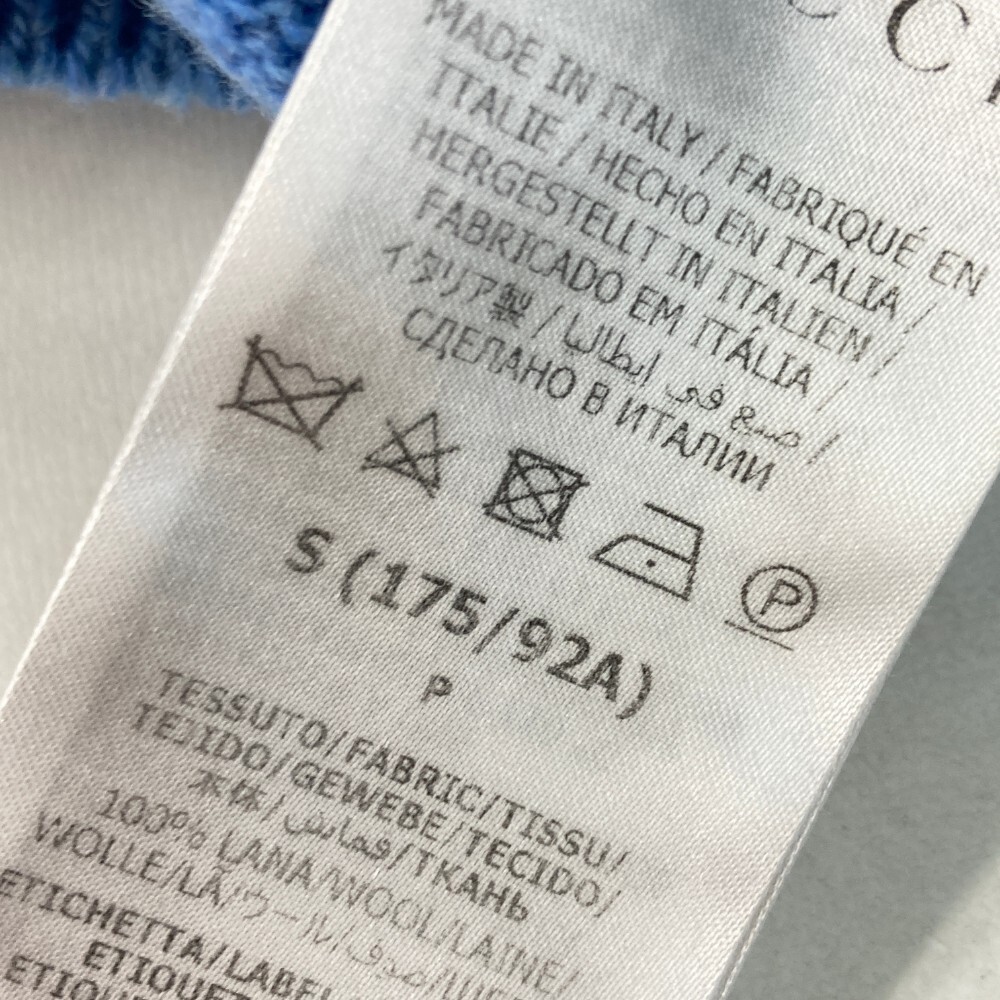 MADE IN ITALY / FABRIQUÉ EN
ITALIE / HECHO EN ITALIA /
HERGESTELLT IN ITALIEN /
FABRICADO EM ITÁLIA /
イタリア製 / صنع في إيطاليا /
СДЕЛАНО В ИТАЛИИ
P
S (175/92A)
P
TESSUTO/FABRIC/TISSU/
TEJIDO/GEWEBE/TECIDO/
本体/قماش/ТКАНЬ
100% LANA/WOOL/LAINE/
WOLLE/LÃ/ウール/صوف
ETICHETTA/LABEL